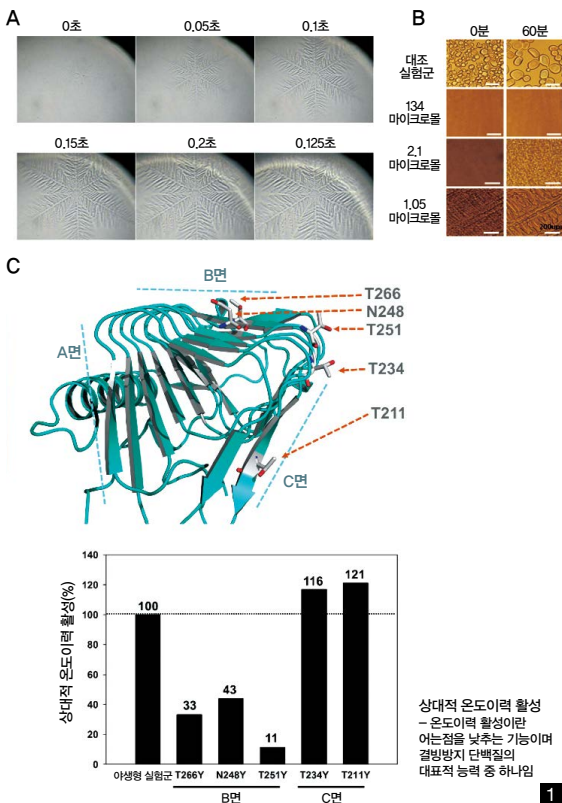 A
0초
0.05초
0.1초
0.15초
0.2초
0.125초
B
0분
60분
대조
실험군
134
마이크로몰
2.1
마이크로몰
1.05
마이크로몰
200um
C
B면
A면
C면
T266
N248
T251
T234
T211
상대적 온도이력 활성(%)
140
120
100
80
60
40
20
0
100
33
43
11
116
121
야생형 실험군
T266Y
N248Y
T251Y
T234Y
T211Y
B면
C면
상대적 온도이력 활성
– 온도이력 활성이란
어는점을 낮추는 기능이며
결빙방지 단백질의
대표적 능력 중 하나임
1